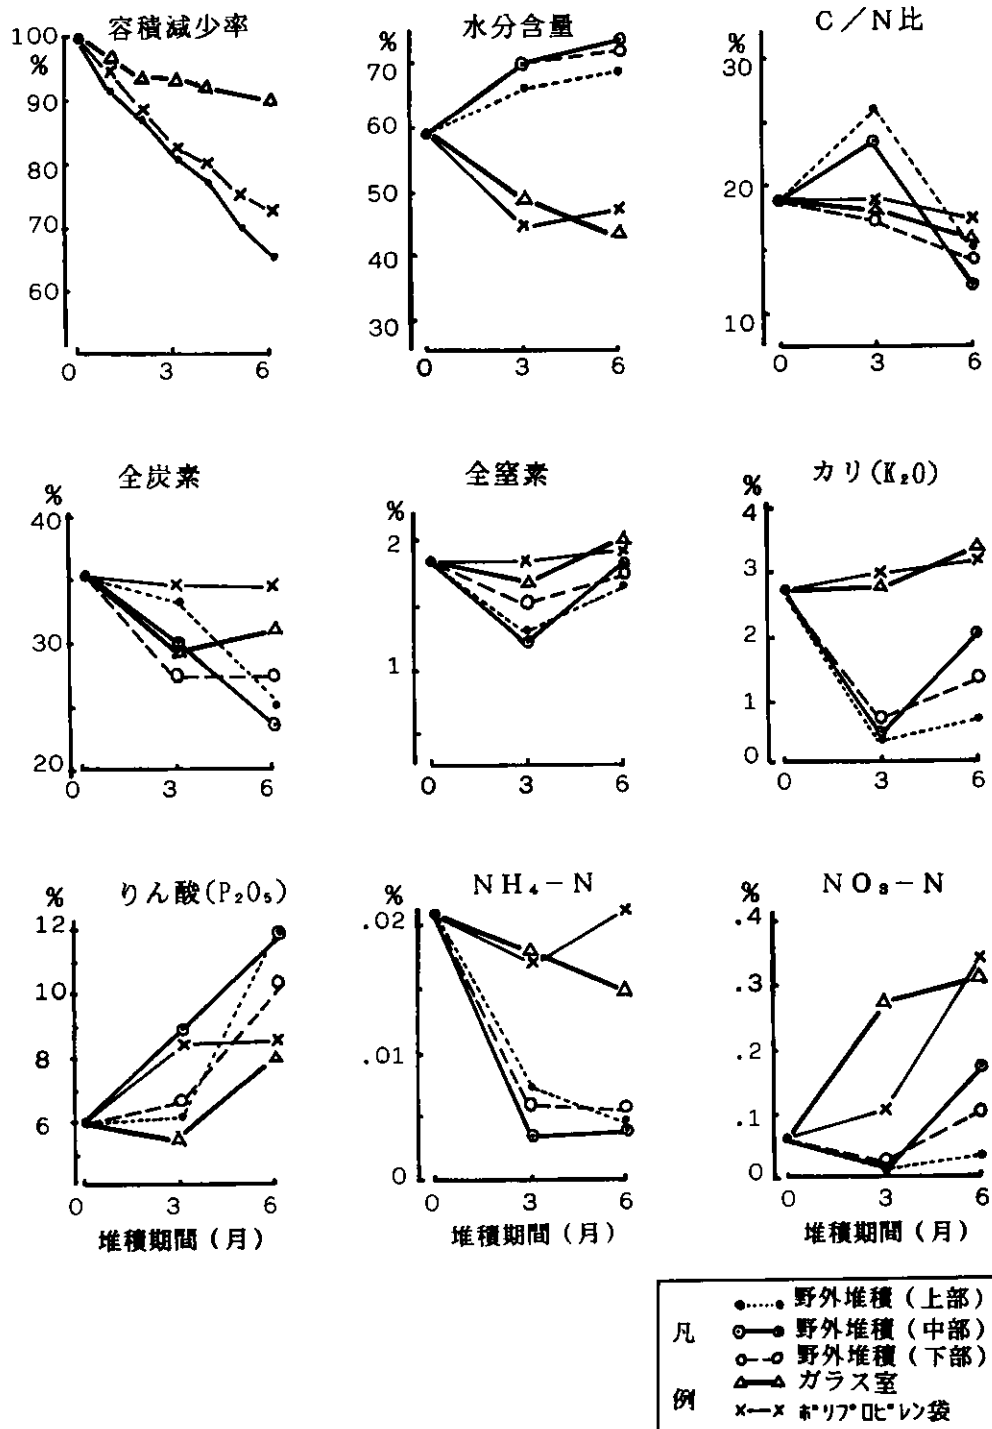 容積減少率
100
%
90
80
70
60
0 3 6
水分含量
%
70
60
50
40
30
0 3 6
C/N比
%
30
20
10
0 3 6
全炭素
%
40
30
20
0 3 6
全窒素
%
2
1
0 3 6
カリ(K₂O)
%
4
3
2
1
0
0 3 6
りん酸(P₂O₅)
%
12
10
8
6
0 3 6
堆積期間(月)
NH₄-N
%
.02
.01
0
0 3 6
堆積期間(月)
NO₃-N
%
.4
.3
.2
.1
0
0 3 6
堆積期間(月)
凡例
野外堆積(上部)
野外堆積(中部)
野外堆積(下部)
ガラス室
ポリプロピレン袋